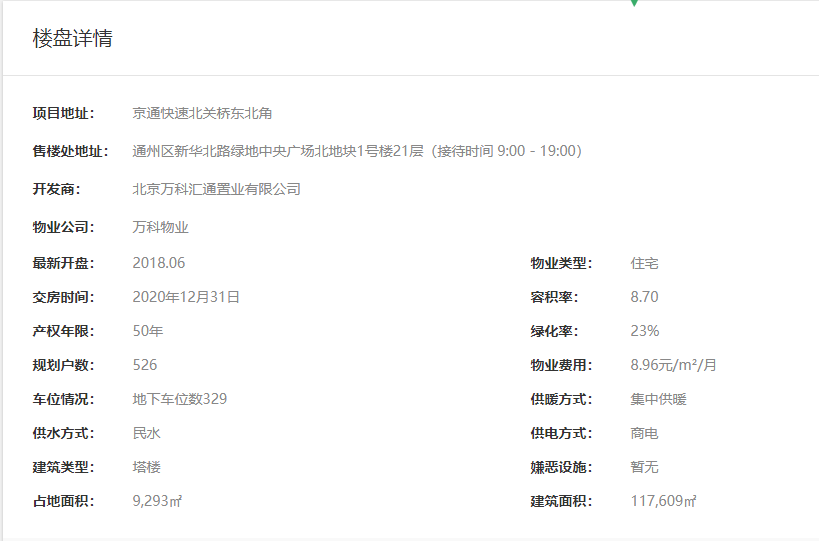 楼盘详情
项目地址： 京通快速北关桥东北角
售楼处地址： 通州区新华北路绿地中央广场北地块1号楼21层（接待时间 9:00 - 19:00）
开发商： 北京万科汇通置业有限公司
物业公司： 万科物业
最新开盘： 2018.06 物业类型： 住宅
交房时间： 2020年12月31日 容积率： 8.70
产权年限： 50年 绿化率： 23%
规划户数： 526 物业费用： 8.96元/m²/月
车位情况： 地下车位数329 供暖方式： 集中供暖
供水方式： 民水 供电方式： 商电
建筑类型： 塔楼 嫌恶设施： 暂无
占地面积： 9,293㎡ 建筑面积： 117,609㎡